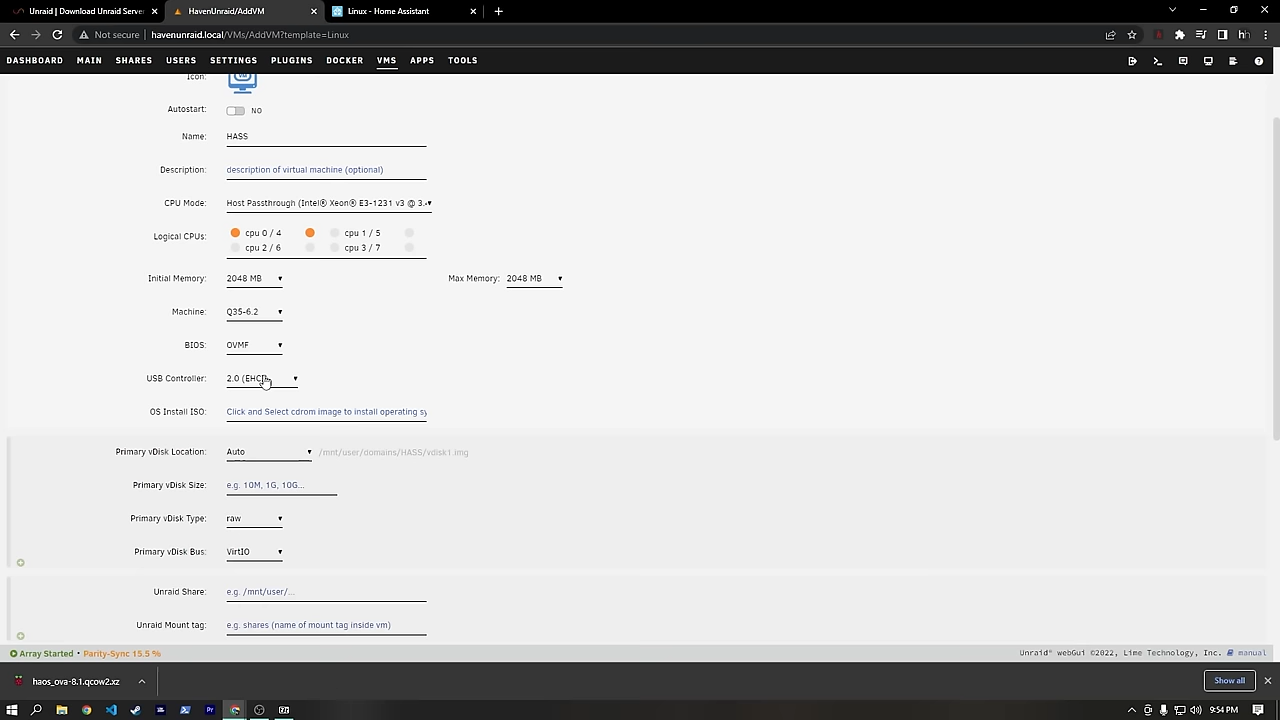 Unraid | Download Unraid Server
HavenUnraid/AddVM
Linux - Home Assistant
Not secure
havenunraid.local/VMs/AddVM?template=Linux
DASHBOARD MAIN SHARES USERS SETTINGS PLUGINS DOCKER VMS APPS TOOLS
Icon:
Autostart: NO
Name: HASS
Description: description of virtual machine (optional)
CPU Mode: Host Passthrough (Intel® Xeon® E3-1231 v3 @ 3.
Logical CPUs: cpu 0 / 4 cpu 1 / 5
cpu 2 / 6 cpu 3 / 7
Initial Memory: 2048 MB Max Memory: 2048 MB
Machine: Q35-6.2
BIOS: OVMF
USB Controller: 2.0 (EHCI)
OS Install ISO: Click and Select cdrom image to install operating sy
Primary vDisk Location: Auto /mnt/user/domains/HASS/vdisk1.img
Primary vDisk Size: e.g. 10M, 1G, 10G...
Primary vDisk Type: raw
Primary vDisk Bus: VirtIO
Unraid Share: e.g. /mnt/user/...
Unraid Mount tag: e.g. shares (name of mount tag inside vm)
Array Started • Parity-Sync 15.5 %
Unraid® webGui ©2022, Lime Technology, Inc. manual
haos_ova-8.1.qcow2.xz
Show all
9:54 PM